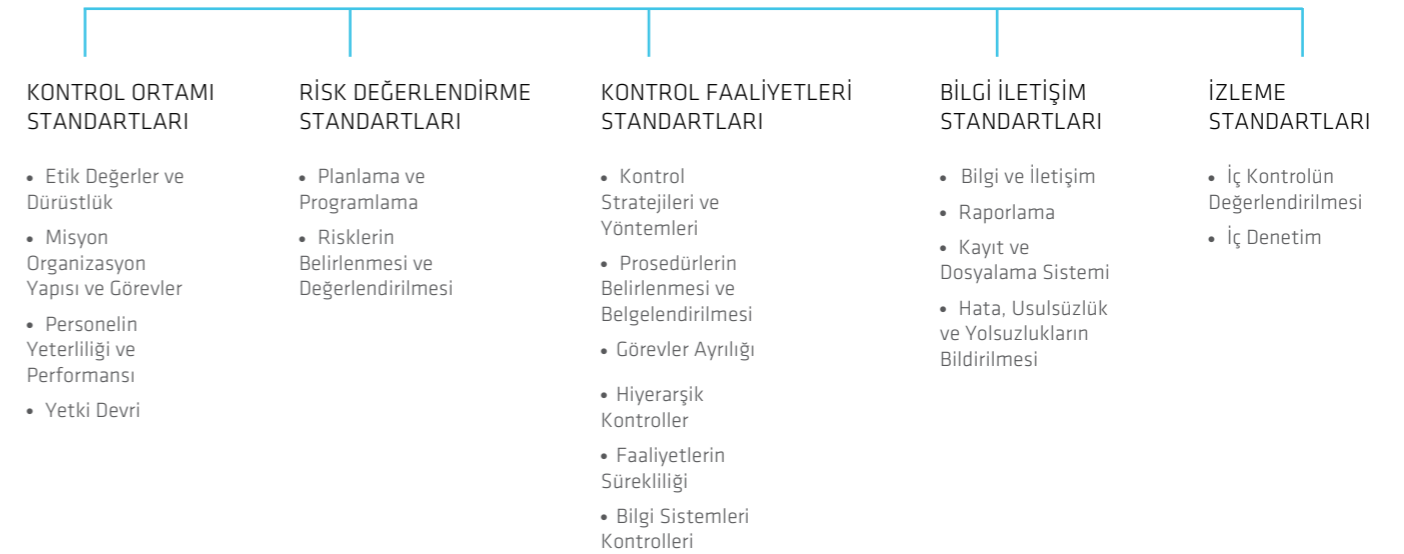 KONTROL ORTAMI
STANDARTLARI
• Etik Değerler ve
Dürüstlük
• Misyon
Organizasyon
Yapısı ve Görevler
• Personelin
Yeterliliği ve
Performansı
• Yetki Devri
RİSK DEĞERLENDİRME
STANDARTLARI
• Planlama ve
Programlama
• Risklerin
Belirlenmesi ve
Değerlendirilmesi
KONTROL FAALİYETLERİ
STANDARTLARI
• Kontrol
Stratejileri ve
Yöntemleri
• Prosedürlerin
Belirlenmesi ve
Belgelendirilmesi
• Görevler Ayrılığı
• Hiyerarşik
Kontroller
• Faaliyetlerin
Sürekliliği
• Bilgi Sistemleri
Kontrolleri
BİLGİ İLETİŞİM
STANDARTLARI
• Bilgi ve İletişim
• Raporlama
• Kayıt ve
Dosyalama Sistemi
• Hata, Usulsüzlük
ve Yolsuzlukların
Bildirilmesi
İZLEME
STANDARTLARI
• İç Kontrolün
Değerlendirilmesi
• İç Denetim